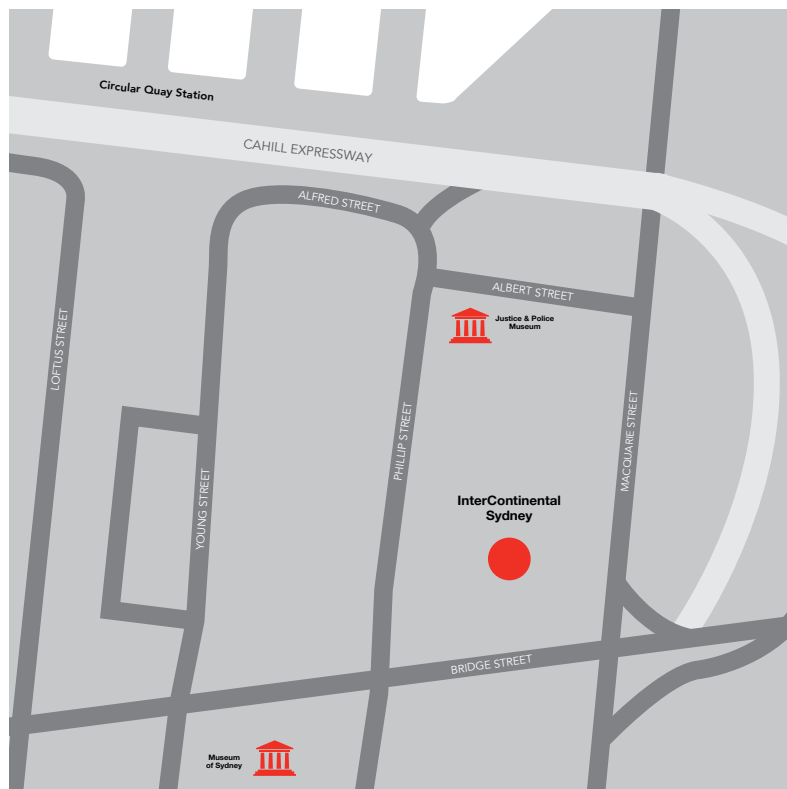 Circular Quay Station
CAHILL EXPRESSWAY
ALFRED STREET
ALBERT STREET
Justice & Police
Museum
LOFTUS STREET
PHILLIP STREET
MACQUARIE STREET
YOUNG STREET
InterContinental
Sydney
BRIDGE STREET
Museum
of Sydney